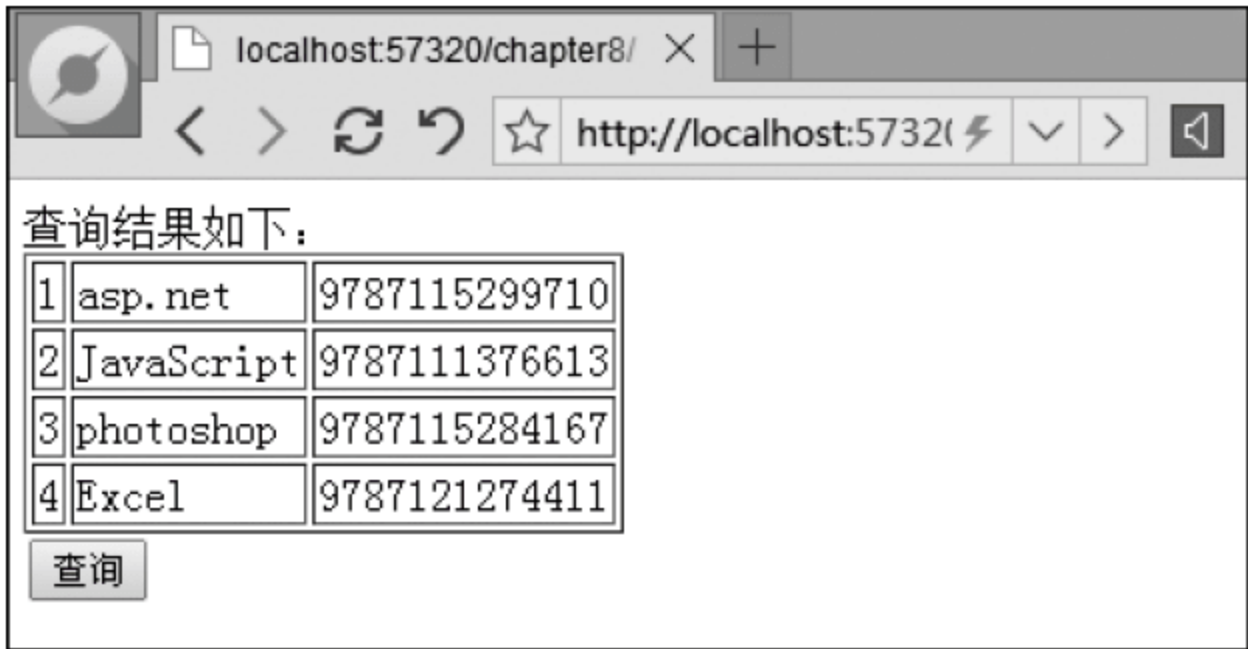 localhost:57320/chapter8/
http://localhost:5732
查询结果如下:
1 asp.net 9787115299710
2 JavaScript 9787111376613
3 photoshop 9787115284167
4 Excel 9787121274411
查询